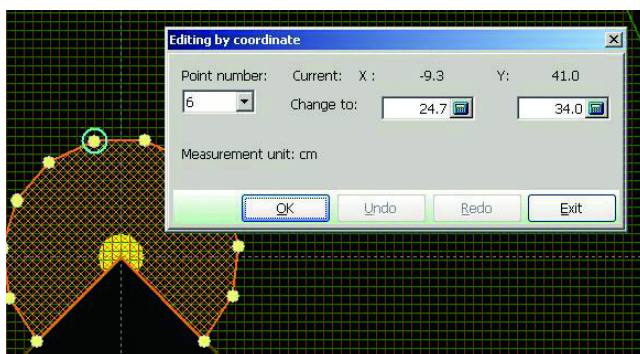 Editing by coordinate
Point number: Current: X : -9.3 Y: 41.0
6 Change to: 24.7 34.0
Measurement unit: cm
OK Undo Redo Exit